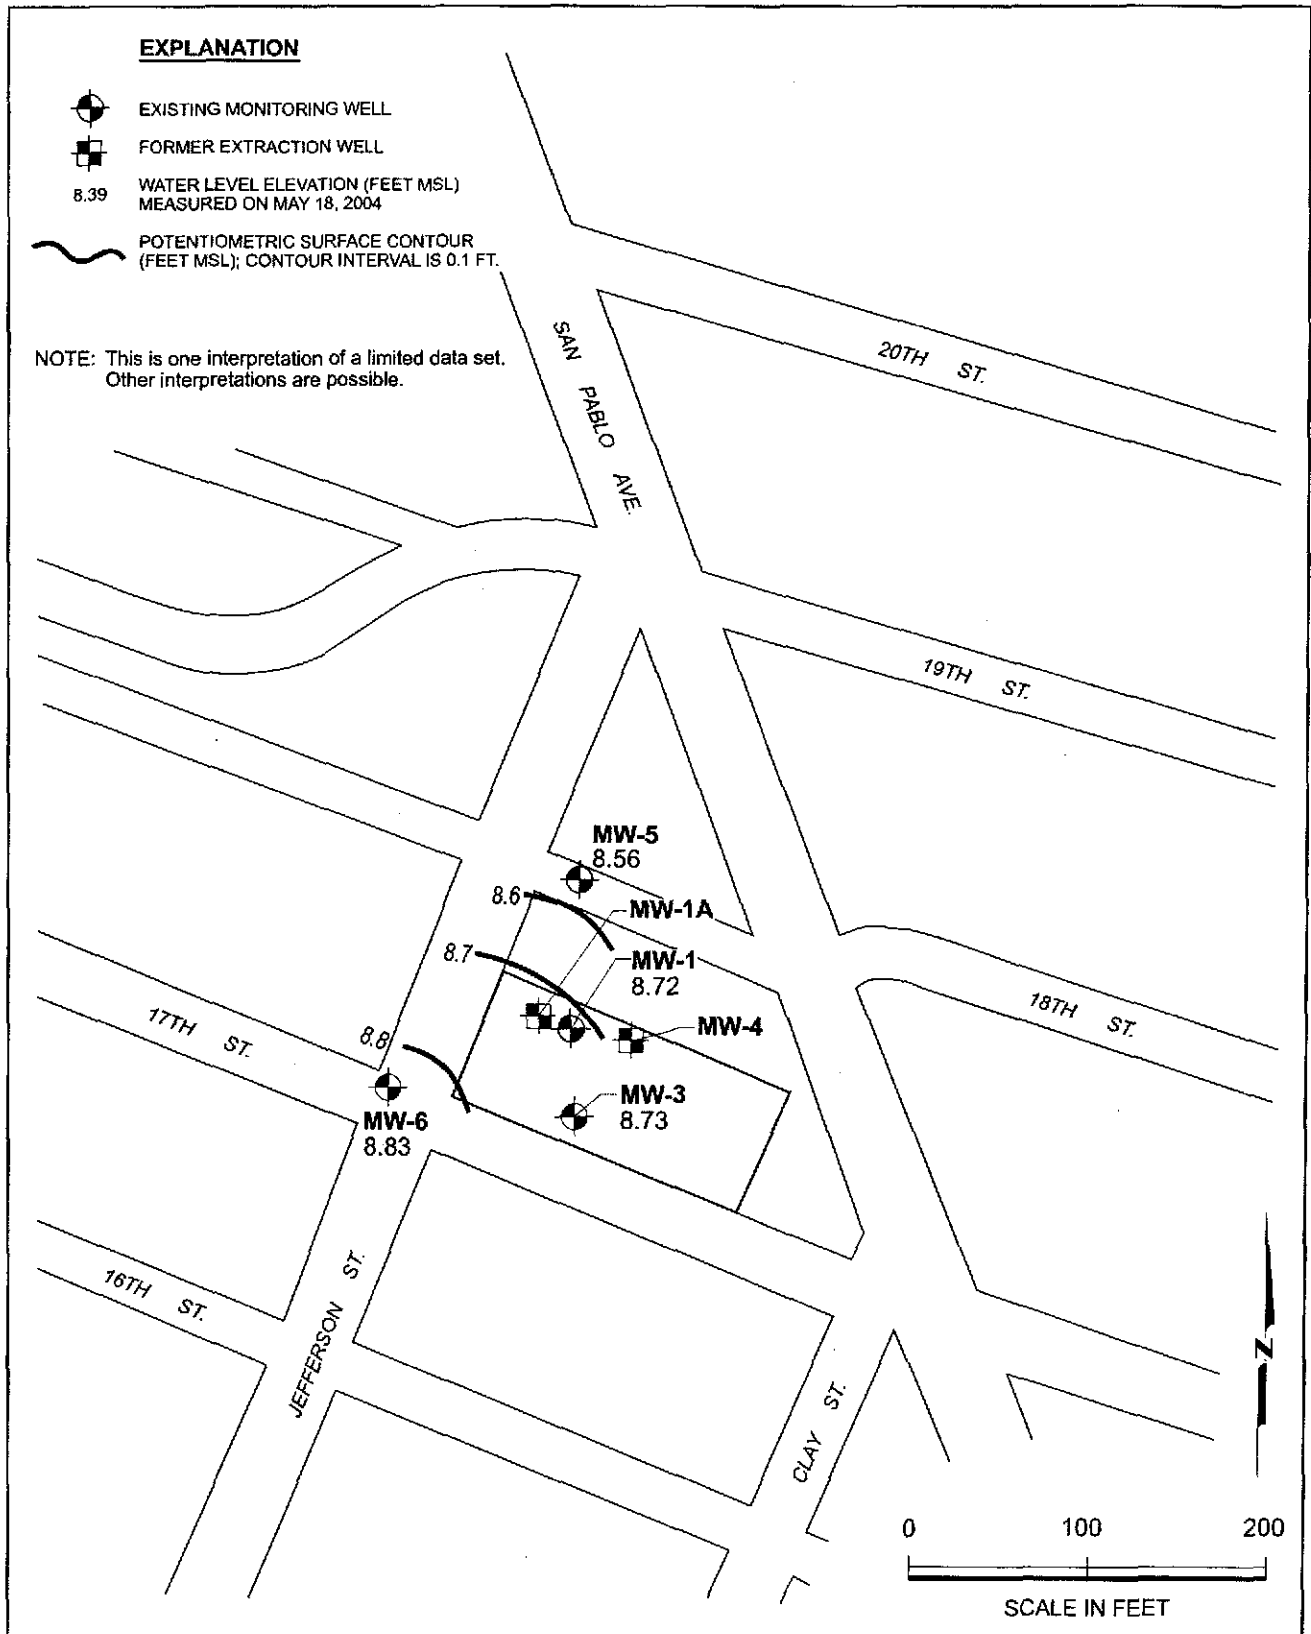 EXPLANATION
EXISTING MONITORING WELL
FORMER EXTRACTION WELL
8.39 WATER LEVEL ELEVATION (FEET MSL)
MEASURED ON MAY 18, 2004
POTENTIOMETRIC SURFACE CONTOUR
(FEET MSL); CONTOUR INTERVAL IS 0.1 FT.
NOTE: This is one interpretation of a limited data set.
Other interpretations are possible.
SAN PABLO AVE.
20TH ST.
19TH ST.
MW-5
8.56
8.6
MW-1A
8.7
MW-1
8.72
18TH ST.
17TH ST.
8.8
MW-4
MW-3
8.73
MW-6
8.83
16TH ST.
JEFFERSON ST.
CLAY ST.
N
0 100 200
SCALE IN FEET